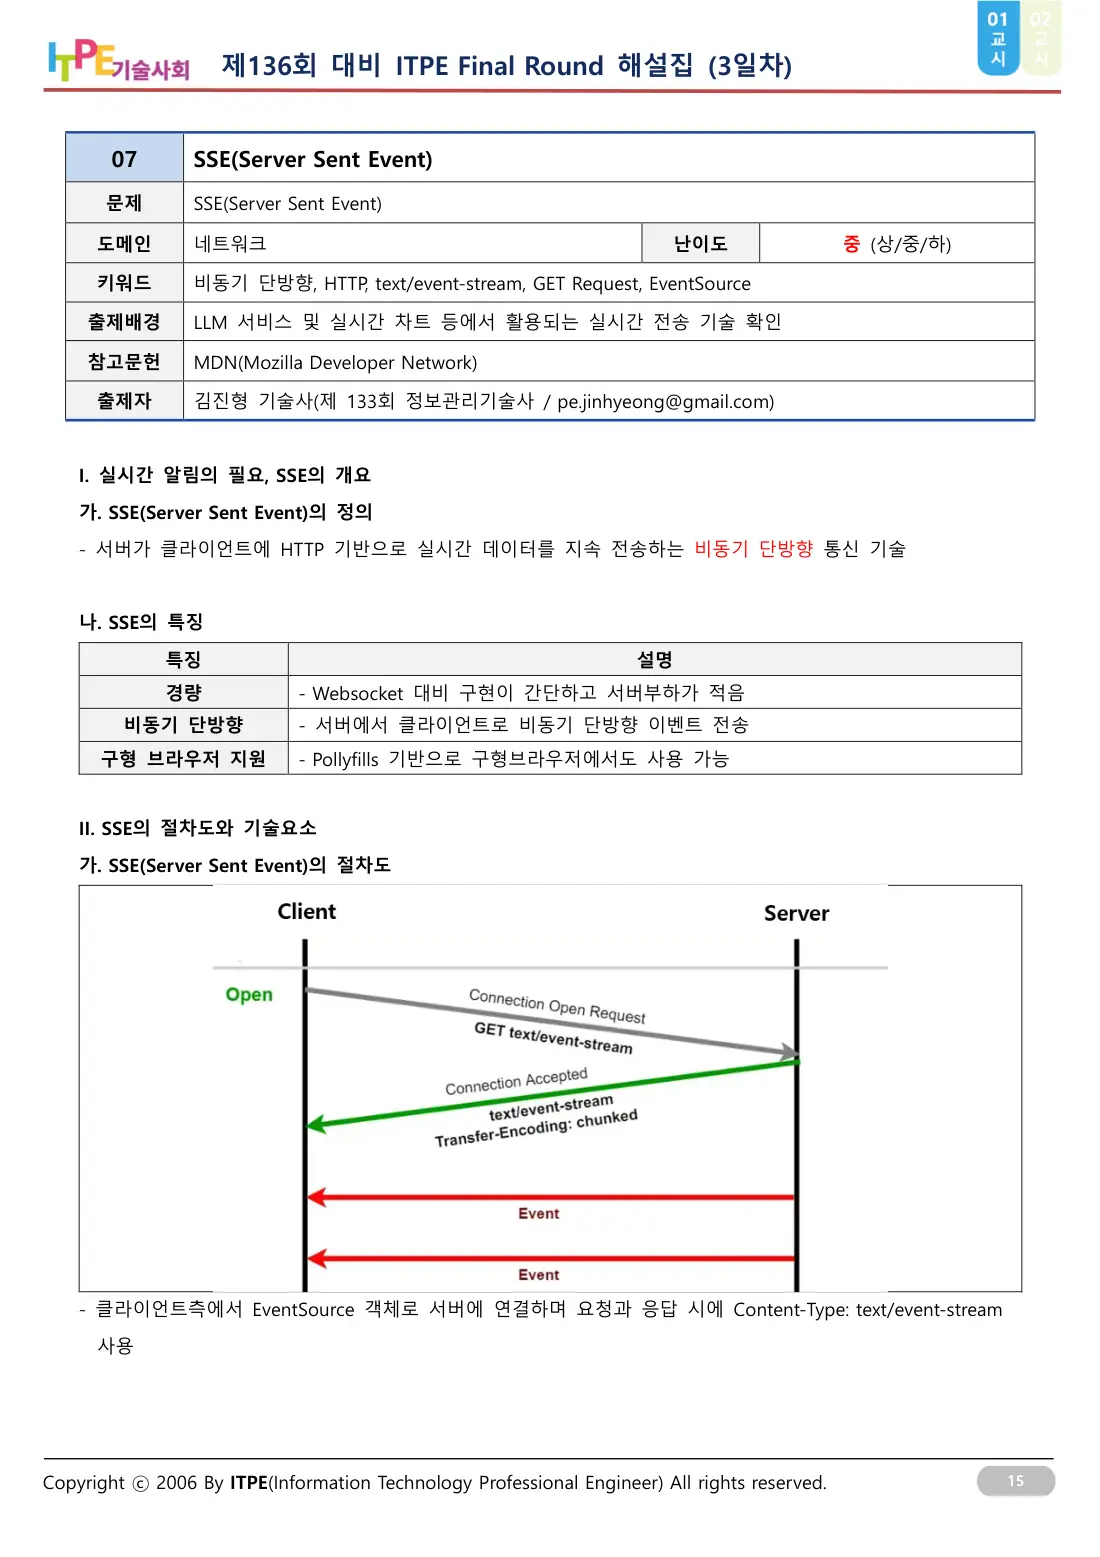 ITPE기술사회 제136회 대비 ITPE Final Round 해설집 (3일차)
01
교
시
02
교
시
07 SSE(Server Sent Event)
문제 SSE(Server Sent Event)
도메인 네트워크 난이도 중 (상/중/하)
키워드 비동기 단방향, HTTP, text/event-stream, GET Request, EventSource
출제배경 LLM 서비스 및 실시간 차트 등에서 활용되는 실시간 전송 기술 확인
참고문헌 MDN(Mozilla Developer Network)
출제자 김진형 기술사(제 133회 정보관리기술사 / pe.jinhyeong@gmail.com)
I. 실시간 알림의 필요, SSE의 개요
가. SSE(Server Sent Event)의 정의
- 서버가 클라이언트에 HTTP 기반으로 실시간 데이터를 지속 전송하는 비동기 단방향 통신 기술
나. SSE의 특징
특징 설명
경량 - Websocket 대비 구현이 간단하고 서버부하가 적음
비동기 단방향 - 서버에서 클라이언트로 비동기 단방향 이벤트 전송
구형 브라우저 지원 - Pollyfills 기반으로 구형브라우저에서도 사용 가능
II. SSE의 절차도와 기술요소
가. SSE(Server Sent Event)의 절차도
Client Server
Open
Connection Open Request
GET text/event-stream
Connection Accepted
text/event-stream
Transfer-Encoding: chunked
Event
Event
- 클라이언트측에서 EventSource 객체로 서버에 연결하며 요청과 응답 시에 Content-Type: text/event-stream
사용
Copyright ⓒ 2006 By ITPE(Information Technology Professional Engineer) All rights reserved. 15